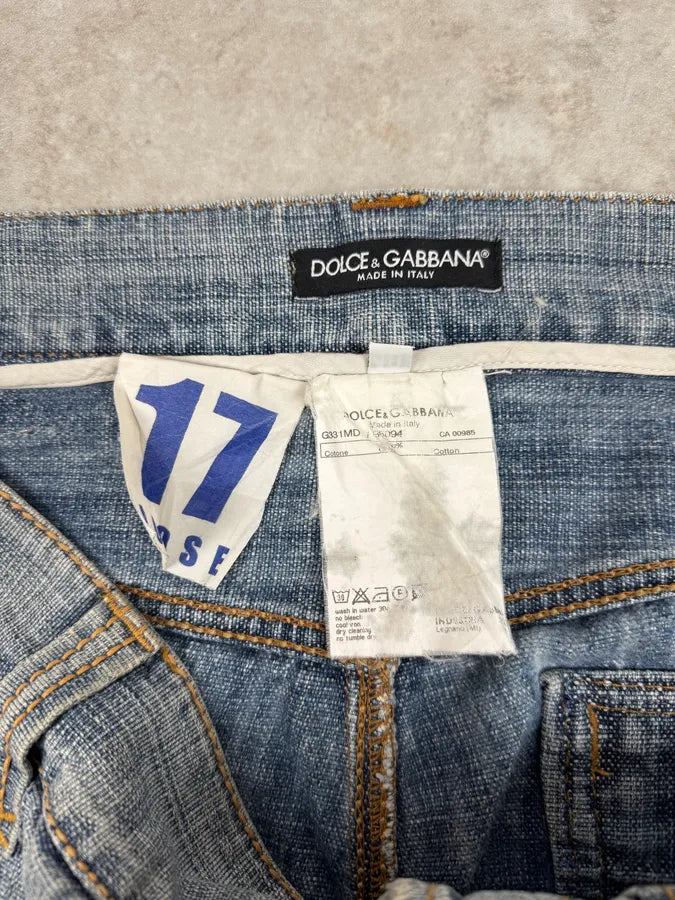 DOLCE & GABBANA®
MADE IN ITALY
17
DOLCE & GABBANA
Made in Italy
G331MD
CA 00985
Cotone
Cotton
30
wash in water 30°
no bleach
cool iron
dry cleaning
no tumble dry
INDUSTRIA
Legnano (MI)